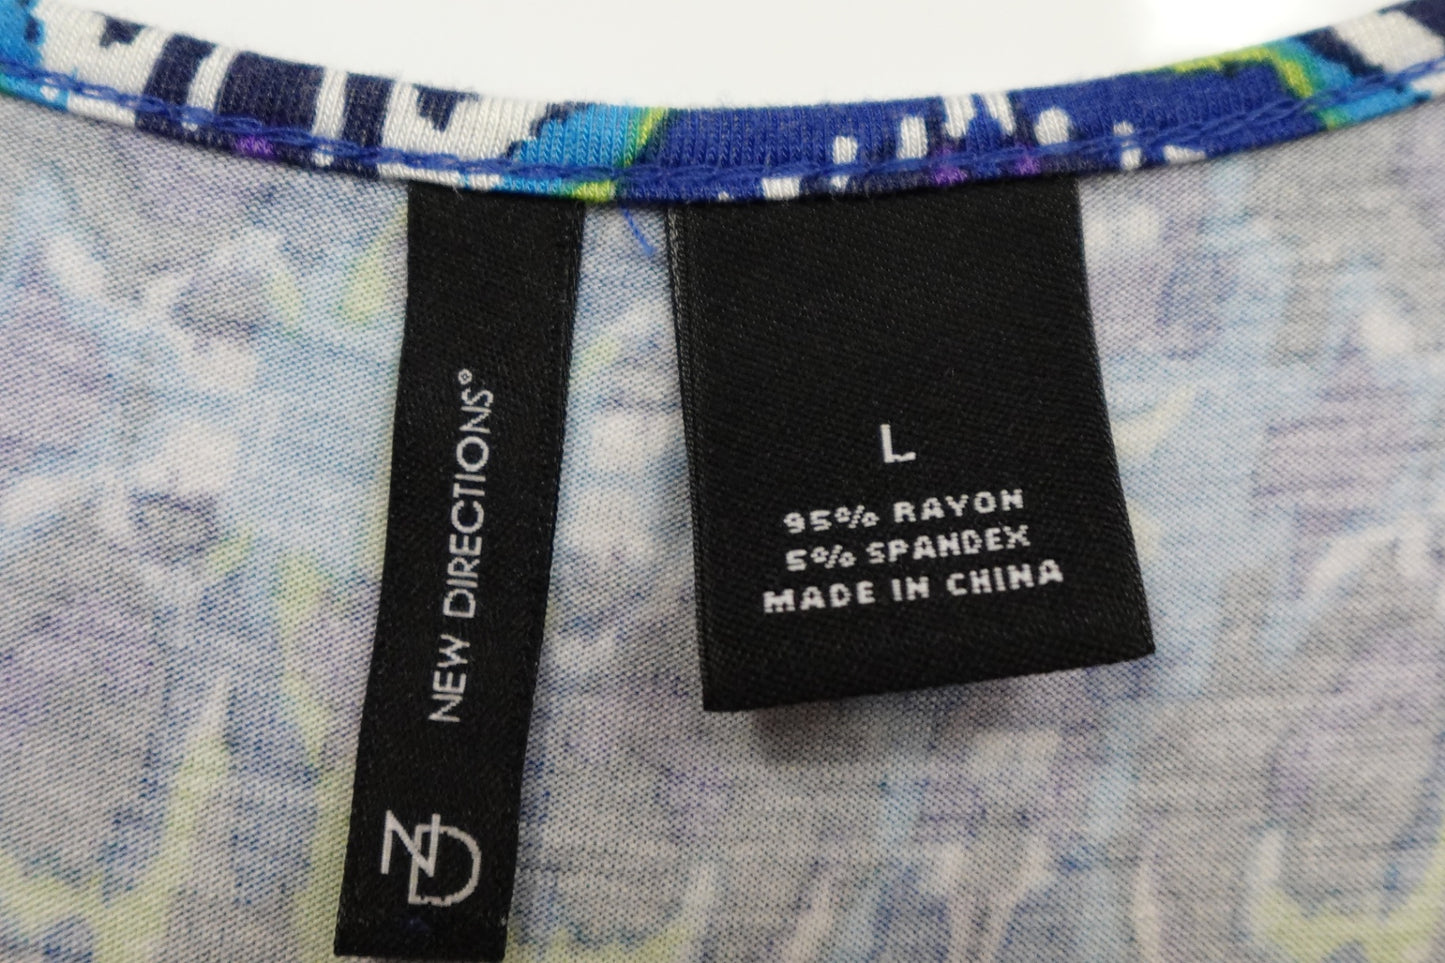 NEW DIRECTIONS®
ND
L
95% RAYON
5% SPANDEX
MADE IN CHINA